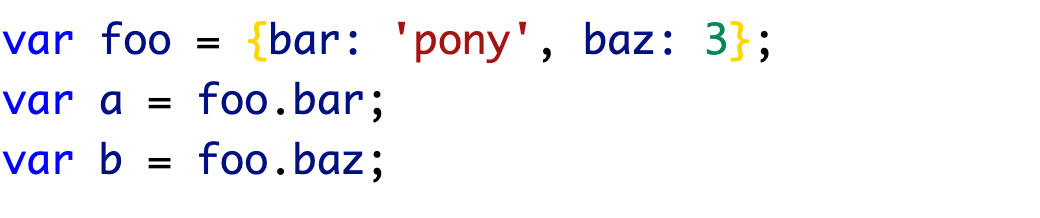 var foo = {bar: 'pony', baz: 3};
var a = foo.bar;
var b = foo.baz;